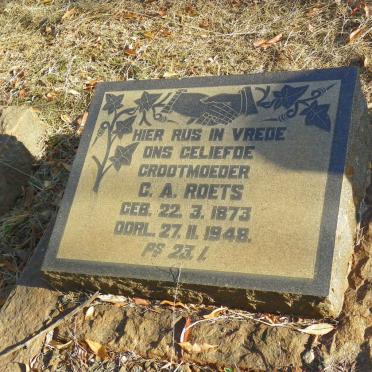 HIER RUS IN VREDE
ONS GELIEFDE
GROOTMOEDER
C. A. ROETS
GEB. 22. 3. 1873
OORL. 27. 11. 1948.
PS 23. 1.